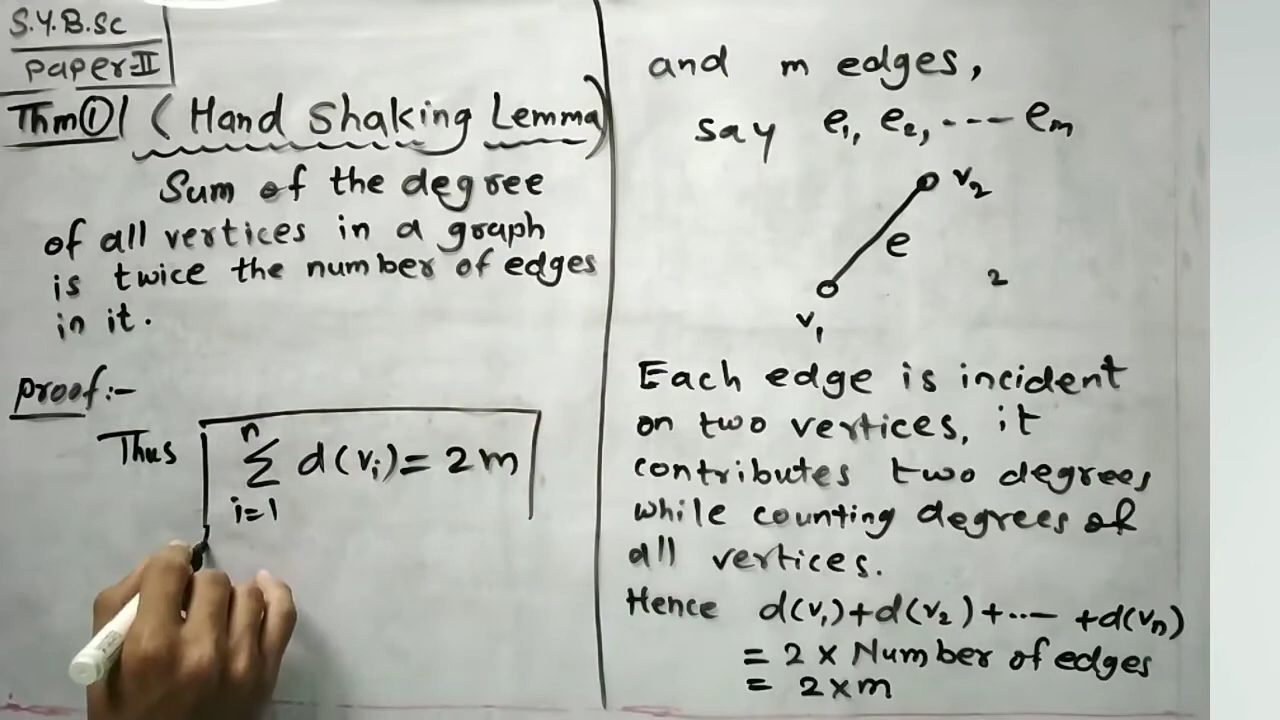 S.Y.B.Sc
Paper-II
Thm① (Hand Shaking Lemma)
Sum of the degree
of all vertices in a graph
is twice the number of edges
in it.
Proof:-
Thus n
Σ d(vᵢ) = 2m
i=1
and m edges,
say e₁, e₂, ---- eₘ
v₂
e
2
v₁
Each edge is incident
on two vertices, it
contributes two degrees
while counting degrees of
all vertices.
Hence d(v₁)+d(v₂)+..-- +d(vₙ)
= 2 × Number of edges
= 2×m